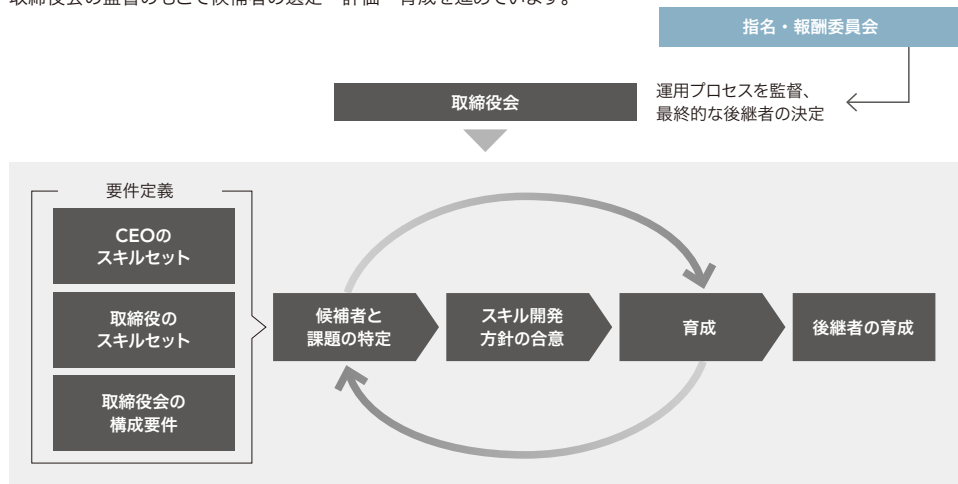 取締役会の監督のもとで候補者の選定・評価・育成を進めています。
指名・報酬委員会
取締役会
運用プロセスを監督、
最終的な後継者の決定
要件定義
CEOの
スキルセット
取締役の
スキルセット
取締役会の
構成要件
候補者と
課題の特定
スキル開発
方針の合意
育成
後継者の育成